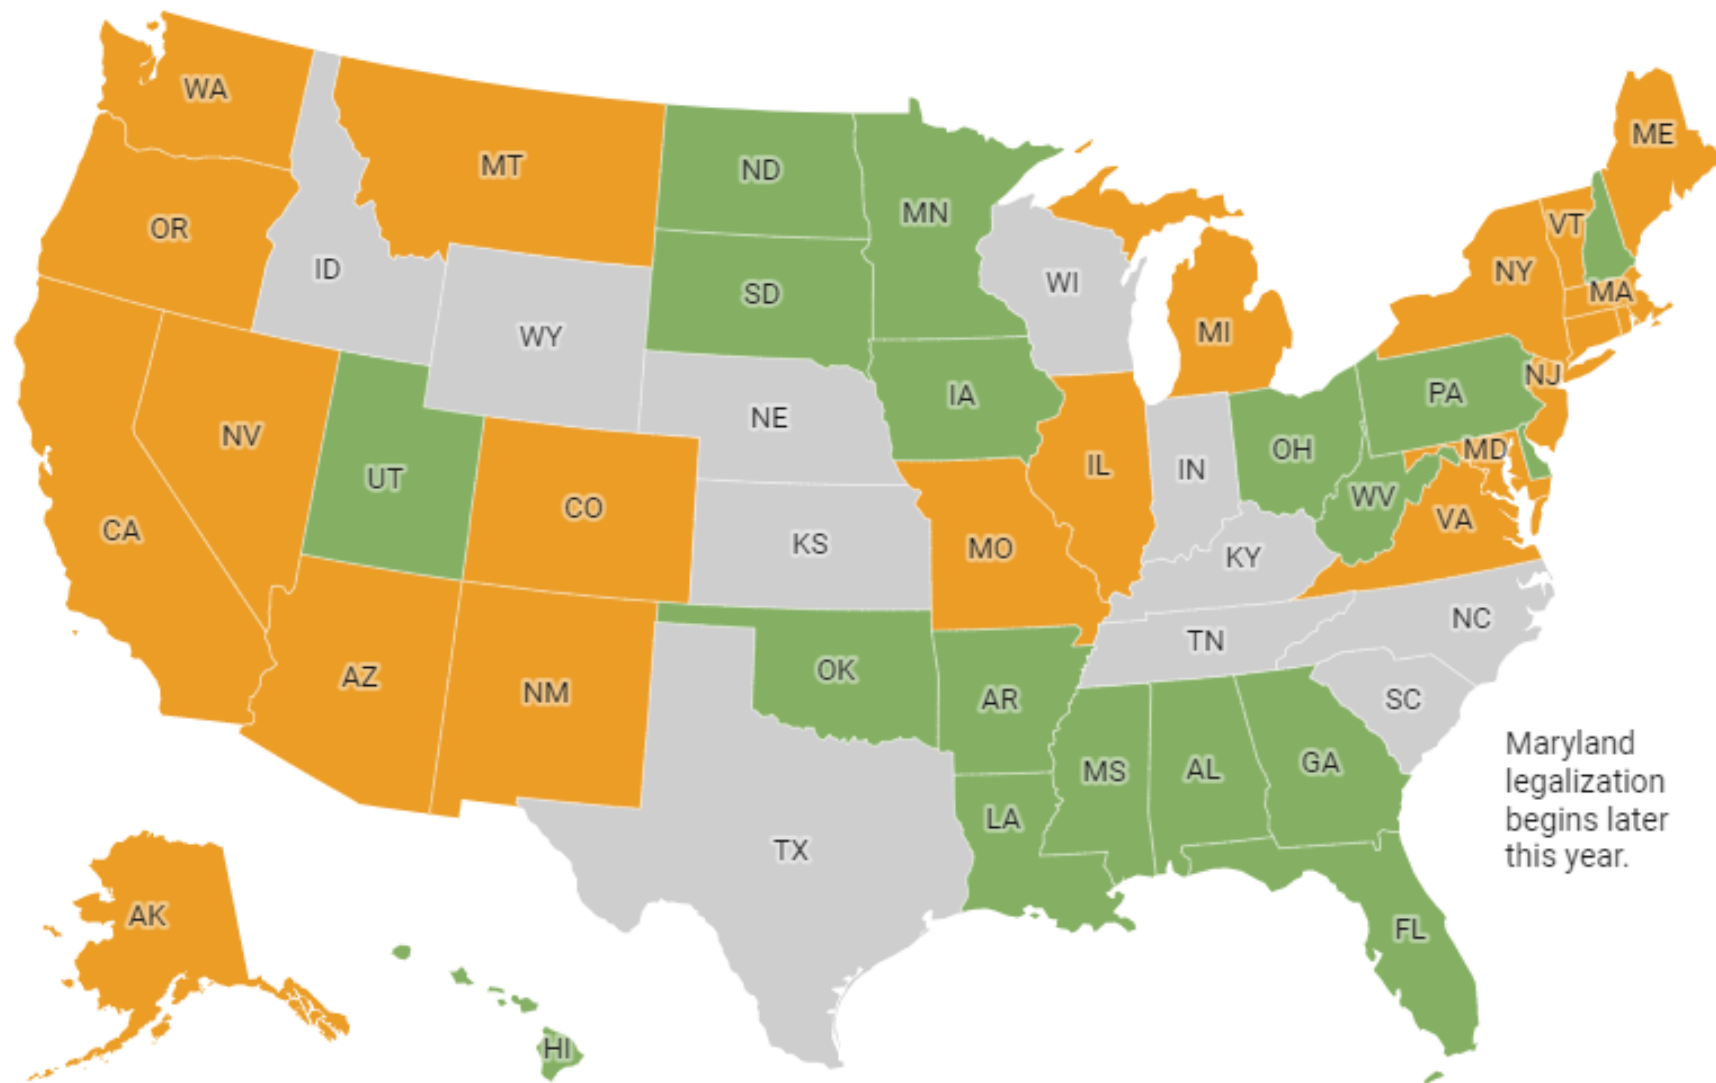 WA
MT
ND
MN
ME
OR
ID
SD
WI
VT
NY
MA
WY
MI
NV
UT
CO
NE
IA
IL
IN
OH
PA
NJ
MD
WV
VA
CA
KS
MO
KY
AZ
NM
OK
AR
TN
NC
SC
TX
LA
MS
AL
GA
FL
AK
HI
Maryland
legalization
begins later
this year.